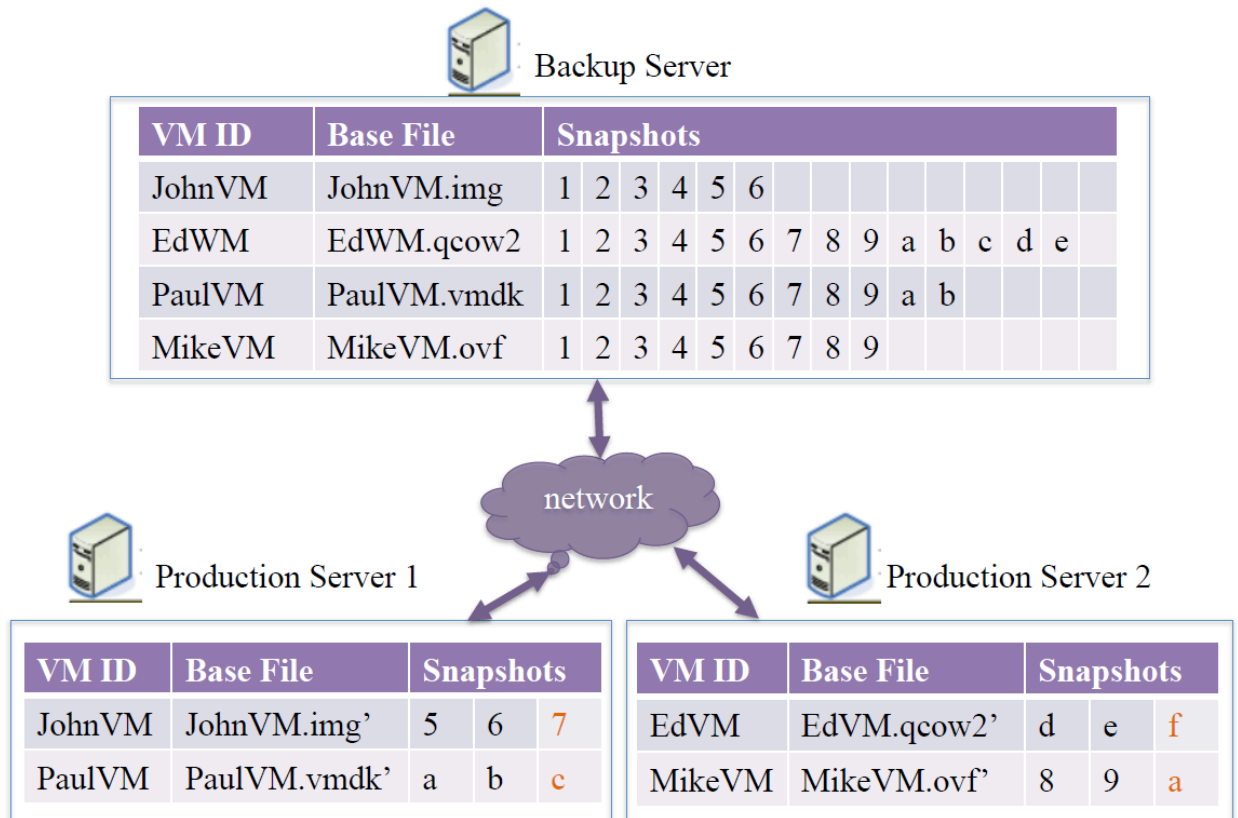 Backup Server
VM ID Base File Snapshots
JohnVM JohnVM.img 1 2 3 4 5 6
EdWM EdWM.qcow2 1 2 3 4 5 6 7 8 9 a b c d e
PaulVM PaulVM.vmdk 1 2 3 4 5 6 7 8 9 a b
MikeVM MikeVM.ovf 1 2 3 4 5 6 7 8 9
network
Production Server 1
VM ID Base File Snapshots
JohnVM JohnVM.img’ 5 6 7
PaulVM PaulVM.vmdk’ a b c
Production Server 2
VM ID Base File Snapshots
EdVM EdVM.qcow2’ d e f
MikeVM MikeVM.ovf’ 8 9 a